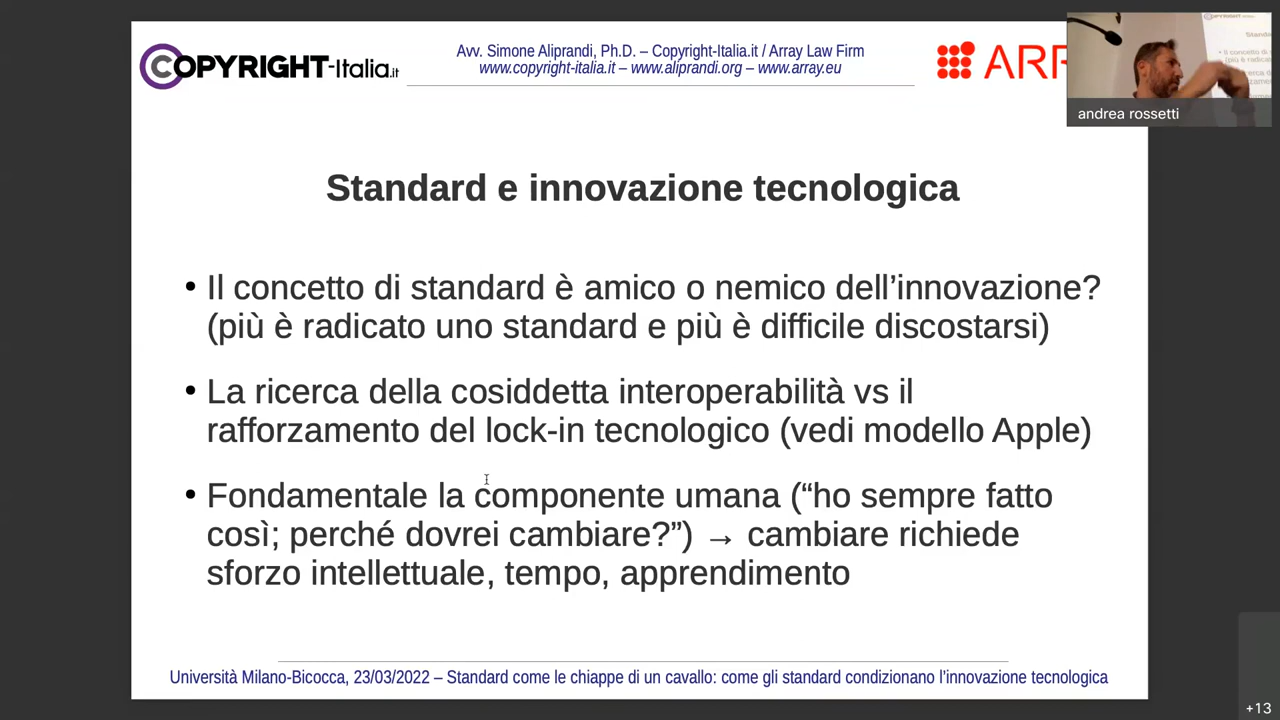 COPYRIGHT-Italia.it
Avv. Simone Aliprandi, Ph.D. – Copyright-Italia.it / Array Law Firm
www.copyright-italia.it – www.aliprandi.org – www.array.eu
ARR
andrea rossetti
Standard e innovazione tecnologica
• Il concetto di standard è amico o nemico dell’innovazione?
(più è radicato uno standard e più è difficile discostarsi)
• La ricerca della cosiddetta interoperabilità vs il
rafforzamento del lock-in tecnologico (vedi modello Apple)
• Fondamentale la componente umana (“ho sempre fatto
così; perché dovrei cambiare?”) → cambiare richiede
sforzo intellettuale, tempo, apprendimento
Università Milano-Bicocca, 23/03/2022 – Standard come le chiappe di un cavallo: come gli standard condizionano l’innovazione tecnologica
+13